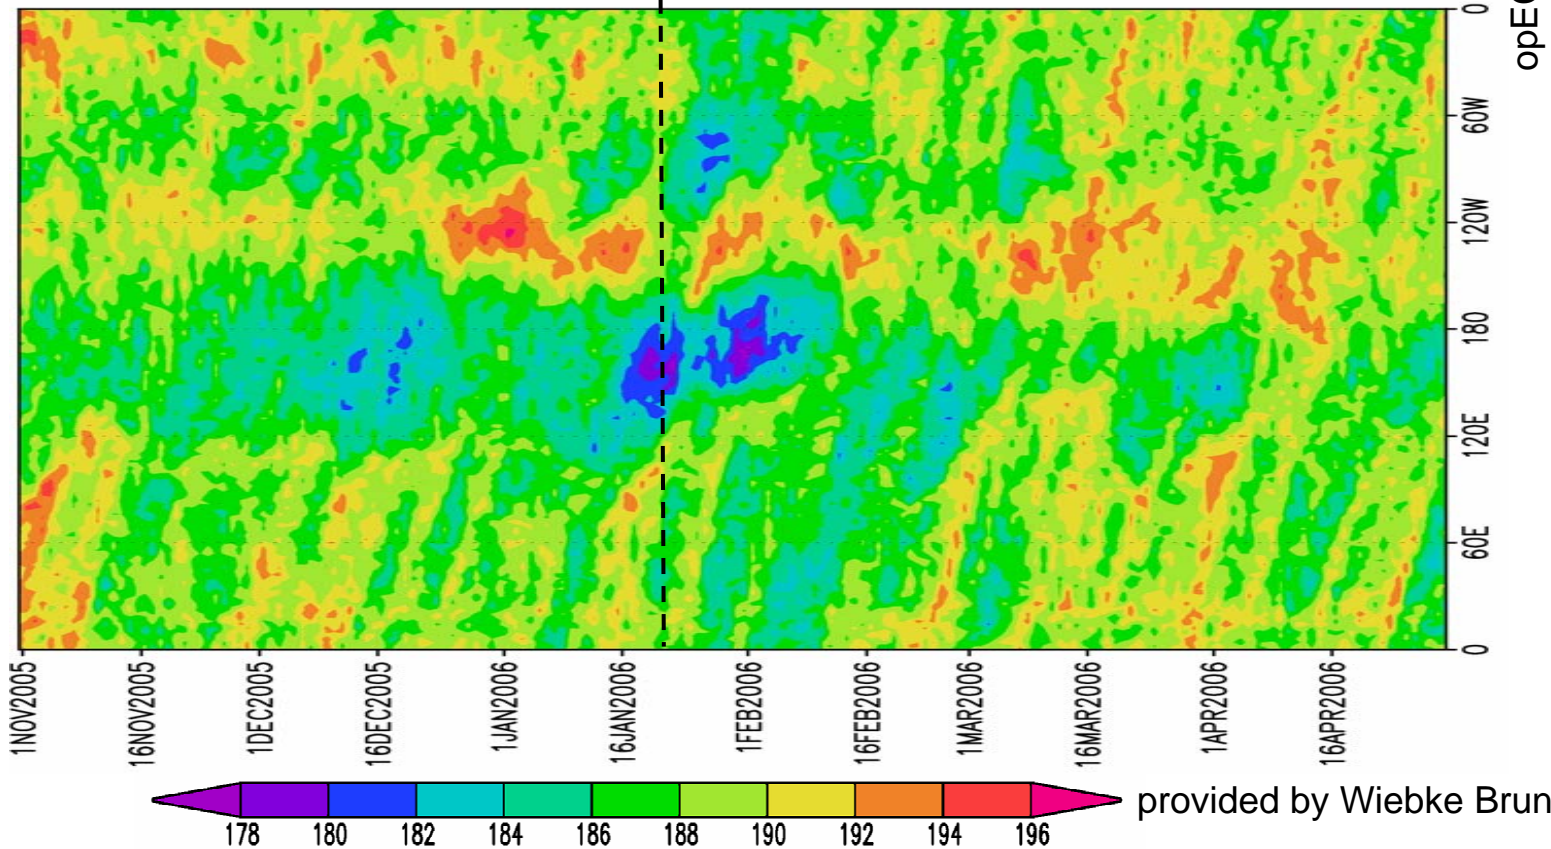 opEC
0
60W
120W
180
120E
60E
0
1NOV2005
16NOV2005
1DEC2005
16DEC2005
1JAN2006
16JAN2006
1FEB2006
16FEB2006
1MAR2006
16MAR2006
1APR2006
16APR2006
178 180 182 184 186 188 190 192 194 196
provided by Wiebke Brun